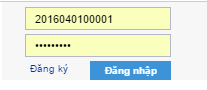 2016040100001
•••••••••
Đăng ký Đăng nhập